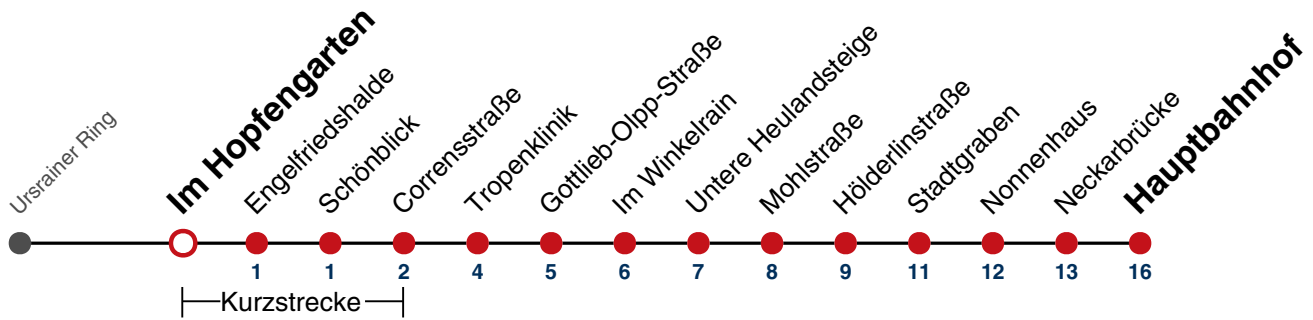 Ursrainer Ring
Im Hopfengarten
Engelfriedshalde
Schönblick
Corrensstraße
Tropenklinik
Gottlieb-Olpp-Straße
Im Winkelrain
Untere Heulandsteige
Mohlstraße
Hölderlinstraße
Stadtgraben
Nonnenhaus
Neckarbrücke
Hauptbahnhof
1 1 2 4 5 6 7 8 9 11 12 13 16
Kurzstrecke